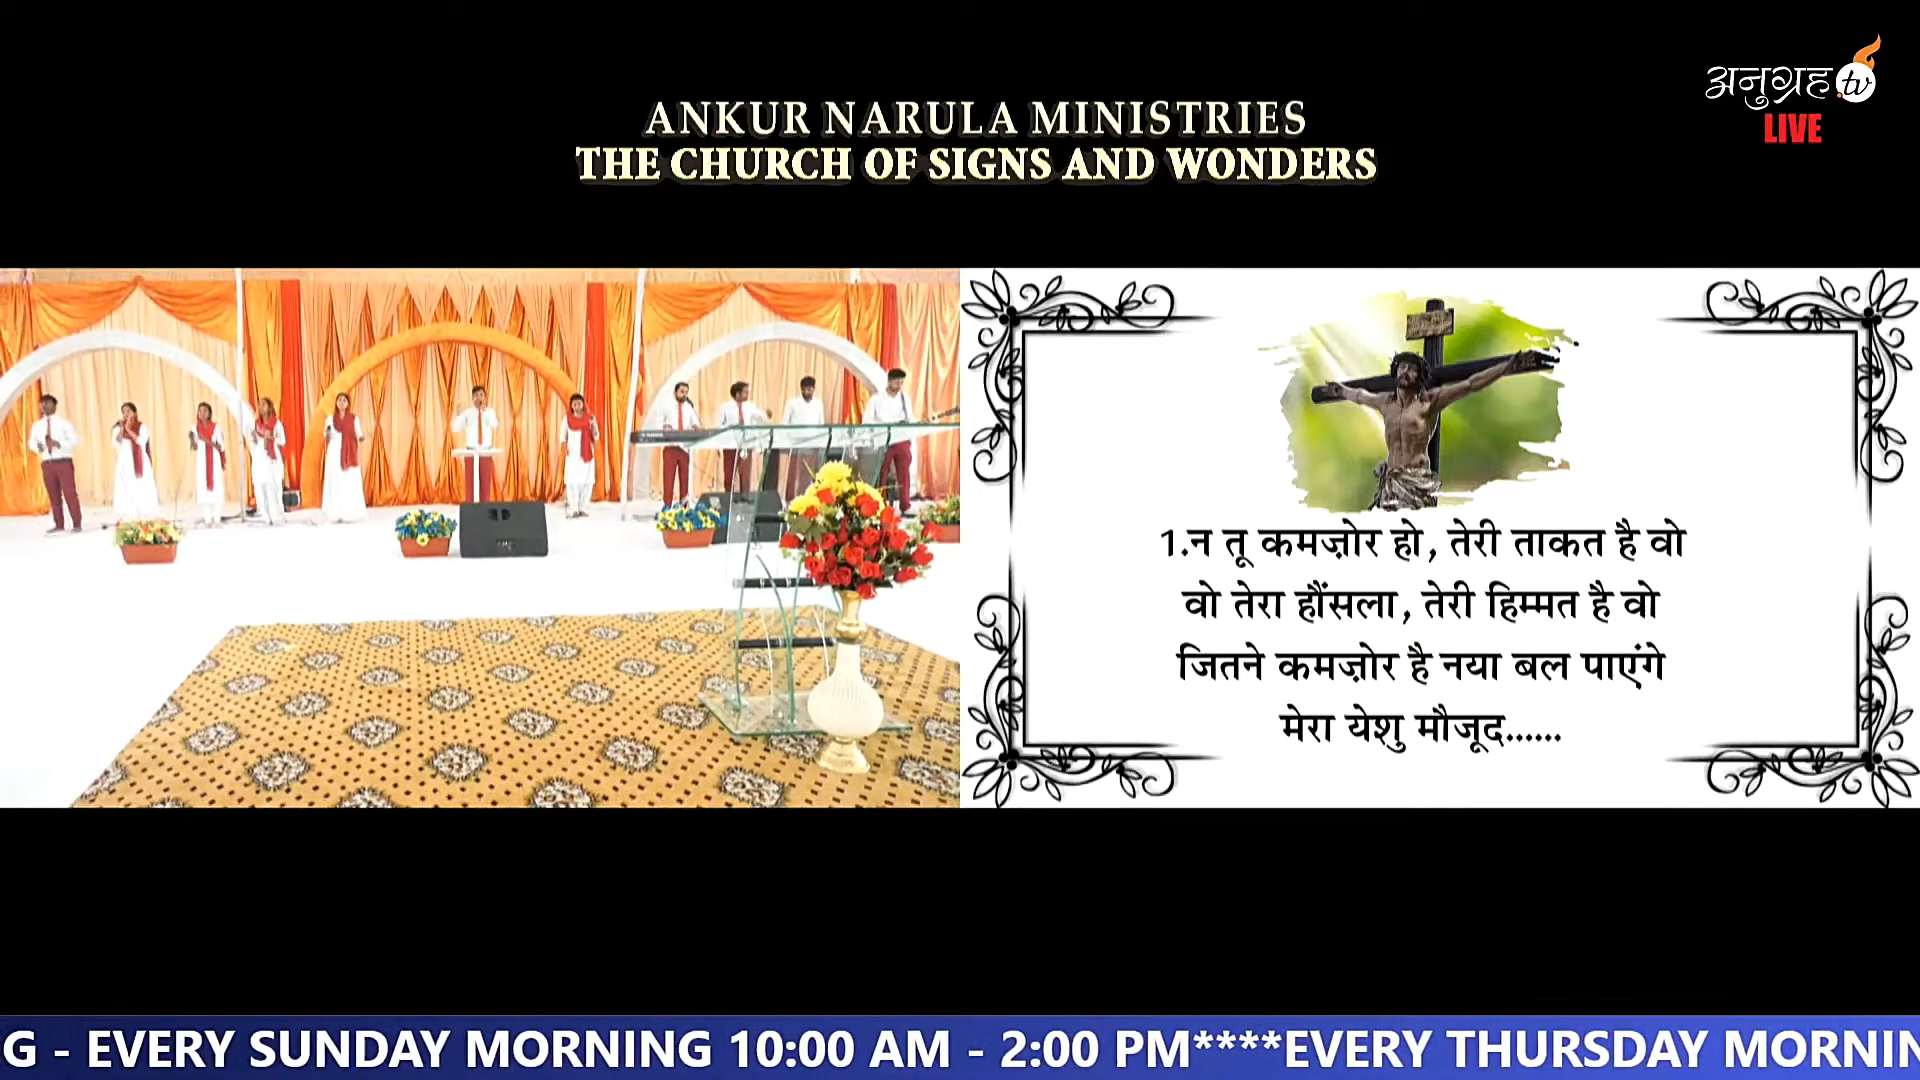 ANKUR NARULA MINISTRIES
THE CHURCH OF SIGNS AND WONDERS
अनुग्रह.tv
LIVE
1.न तू कमज़ोर हो, तेरी ताकत है वो
वो तेरा हौंसला, तेरी हिम्मत है वो
जितने कमज़ोर है नया बल पाएंगे
मेरा येशु मौजूद......
G - EVERY SUNDAY MORNING 10:00 AM - 2:00 PM****EVERY THURSDAY MORNIN